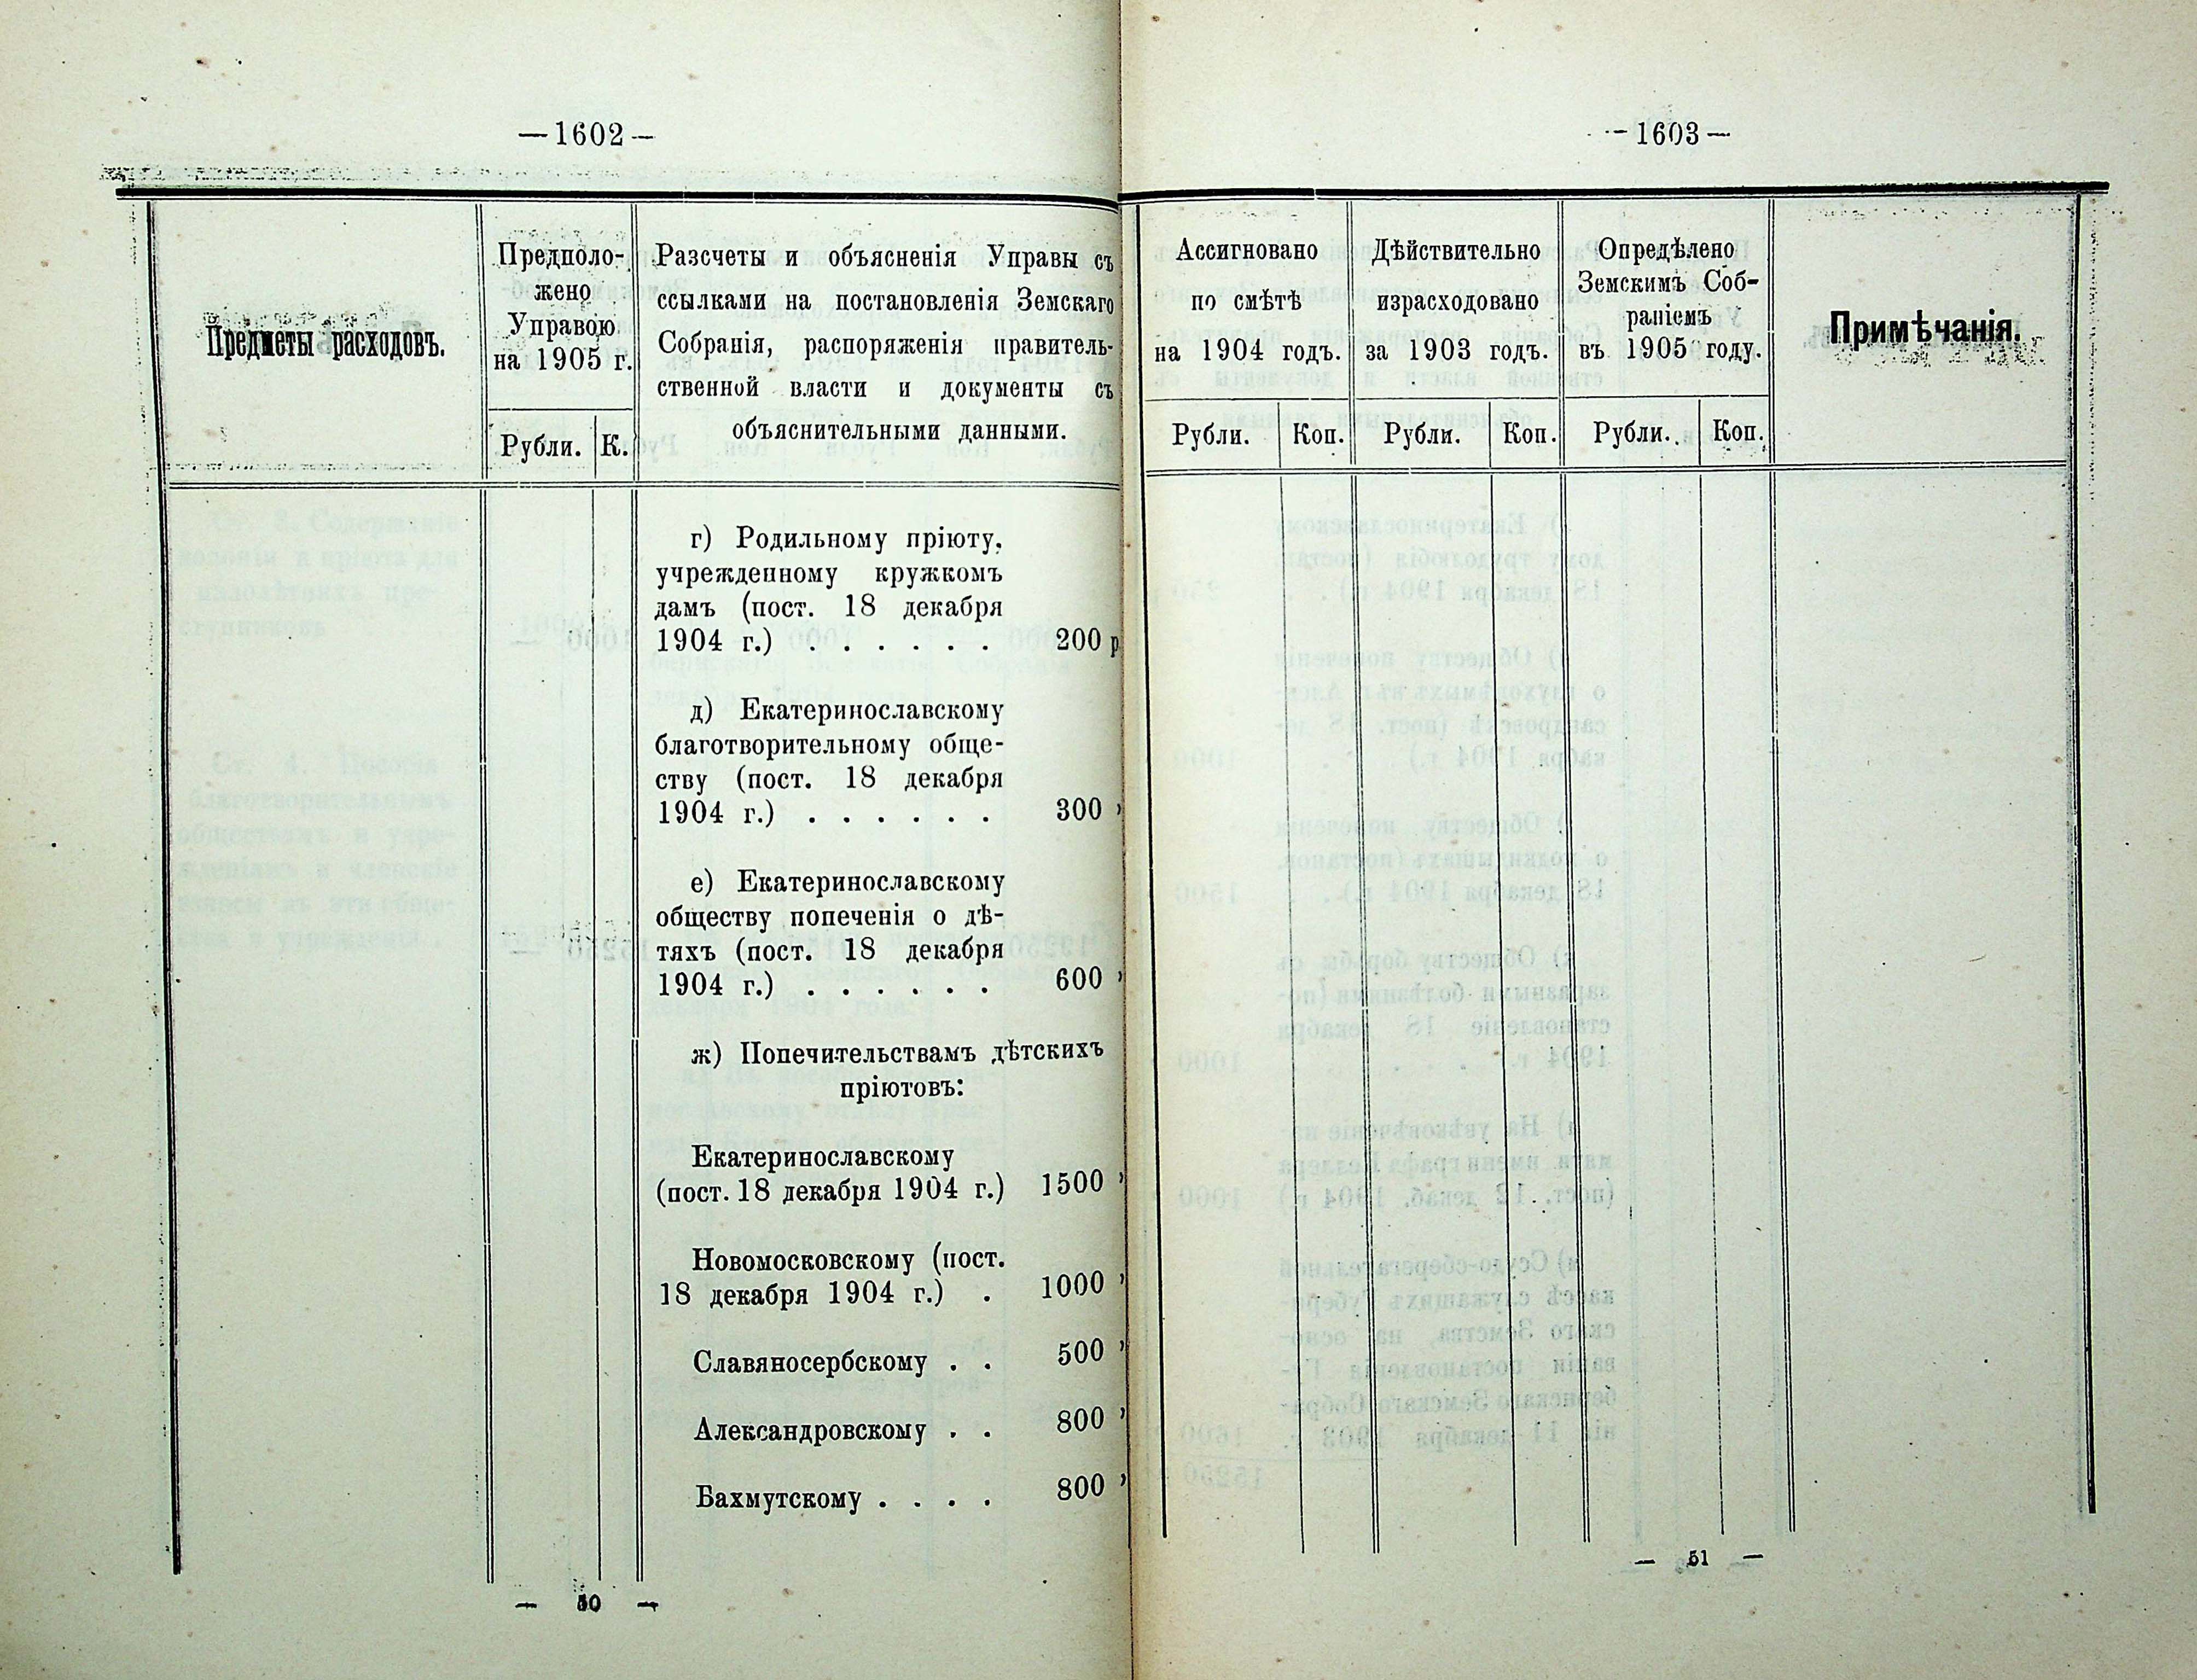 —1602—
Предметы расходовъ.
Предполо-
жено
Управою
на 1905 г.
Рубли.
К.
Разсчеты и объясненія Управы съ
ссылками на постановленія Земскаго
Собранія, распоряженія правитель-
ственной власти и документы съ
объяснительными данными.
г) Родильному пріюту,
учрежденному кружкомъ
дамъ (пост. 18 декабря
1904 г.) . . . . . . 200 р
д) Екатеринославскому
благотворительному обще-
ству (пост. 18 декабря
1904 г.) . . . . . . 300 "
е) Екатеринославскому
обществу попеченія о дѣ-
тяхъ (пост. 18 декабря
1904 г.) . . . . . . 600 "
ж) Попечительствамъ дѣтскихъ
пріютовъ:
Екатеринославскому
(пост. 18 декабря 1904 г.) 1500 "
Новомосковскому (пост.
18 декабря 1904 г.) . 1000 "
Славяносербскому . . 500 "
Александровскому . . 800 "
Бахмутскому . . . . 800 "
— 50 —
—1603—
Ассигновано
по смѣтѣ
на 1904 годъ.
Рубли.
Коп.
Дѣйствительно
израсходовано
за 1903 годъ.
Рубли.
Коп.
Опредѣлено
Земскимъ Соб-
раніемъ
въ 1905 году.
Рубли.
Коп.
Примѣчанія.
— 51 —